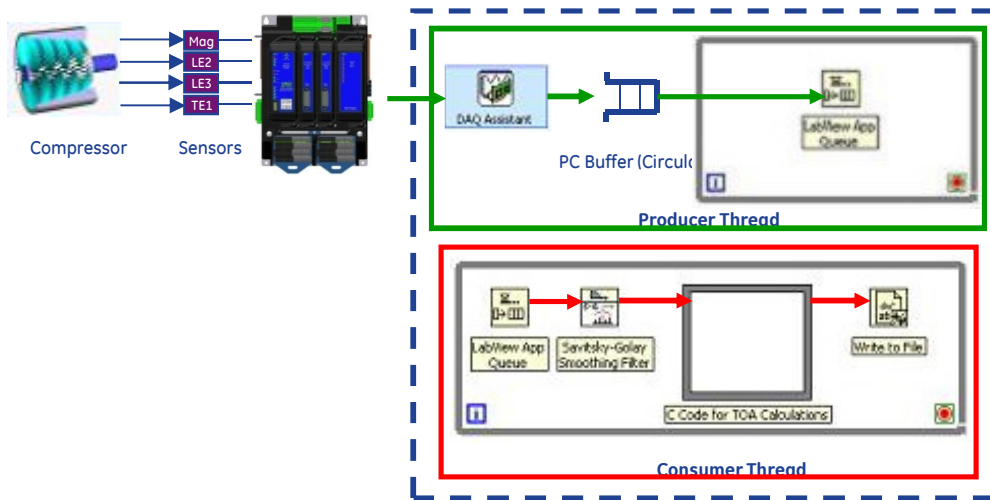 Mag
LE2
LE3
TE1
Compressor
Sensors
DAQ Assistant
PC Buffer (Circula
LabView App
Queue
i
Producer Thread
LabView App
Queue
Savitsky-Golay
Smoothing Filter
C Code for TOA Calculations
Write to File
i
Consumer Thread